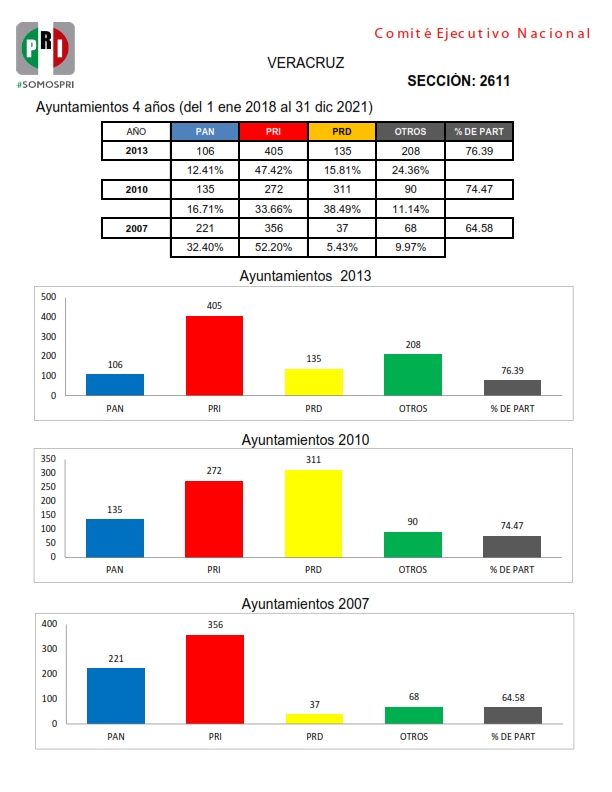 PRI
#SOMOSPRI
Comité Ejecutivo Nacional
VERACRUZ
SECCIÓN: 2611
Ayuntamientos 4 años (del 1 ene 2018 al 31 dic 2021)
AÑO PAN PRI PRD OTROS % DE PART
2013 106 405 135 208 76.39
12.41% 47.42% 15.81% 24.36%
2010 135 272 311 90 74.47
16.71% 33.66% 38.49% 11.14%
2007 221 356 37 68 64.58
32.40% 52.20% 5.43% 9.97%
Ayuntamientos 2013
500
400
300
200
100
0
106 405 135 208 76.39
PAN PRI PRD OTROS % DE PART
Ayuntamientos 2010
350
300
250
200
150
100
50
0
135 272 311 90 74.47
PAN PRI PRD OTROS % DE PART
Ayuntamientos 2007
400
300
200
100
0
221 356 37 68 64.58
PAN PRI PRD OTROS % DE PART